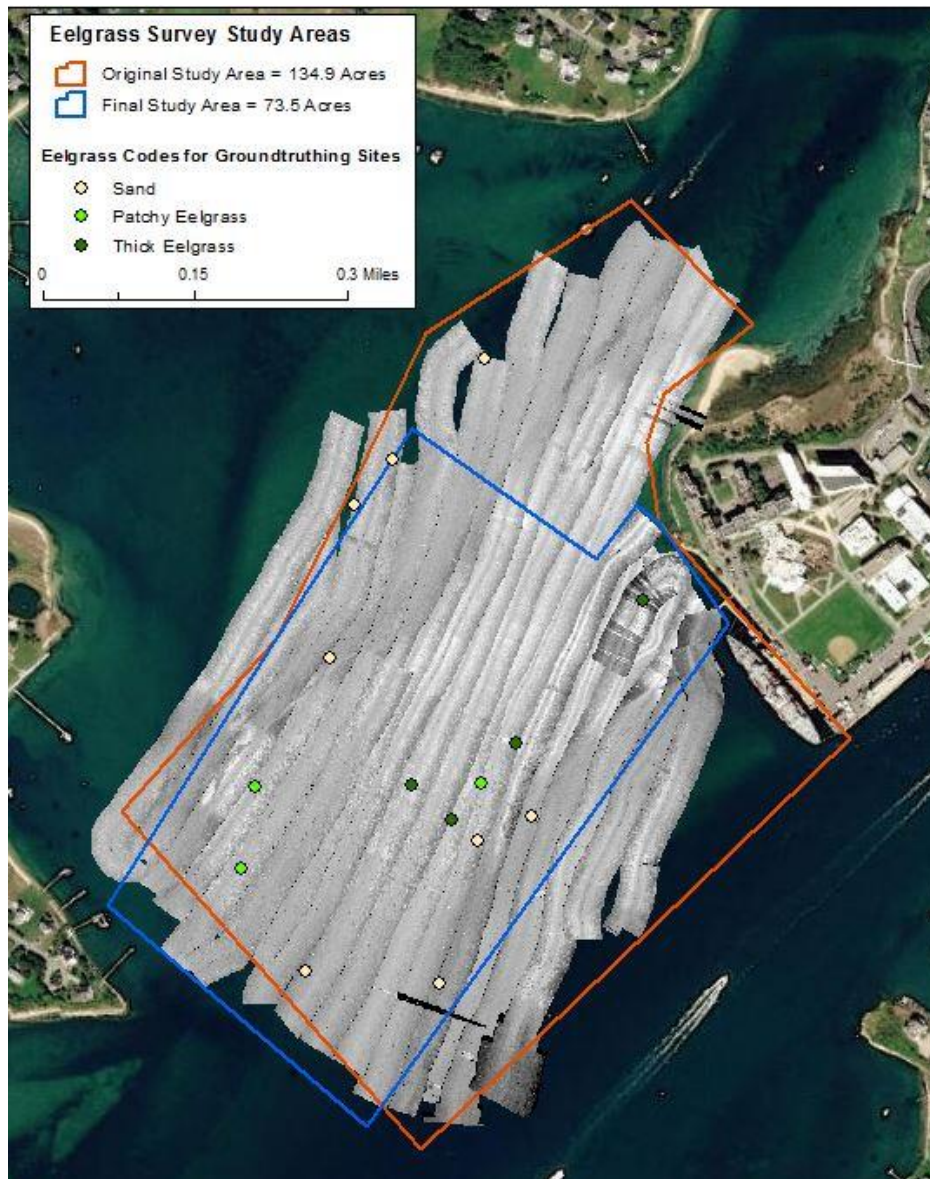 Eelgrass Survey Study Areas
Original Study Area = 134.9 Acres
Final Study Area = 73.5 Acres
Eelgrass Codes for Groundtruthing Sites
Sand
Patchy Eelgrass
Thick Eelgrass
0 0.15 0.3 Miles